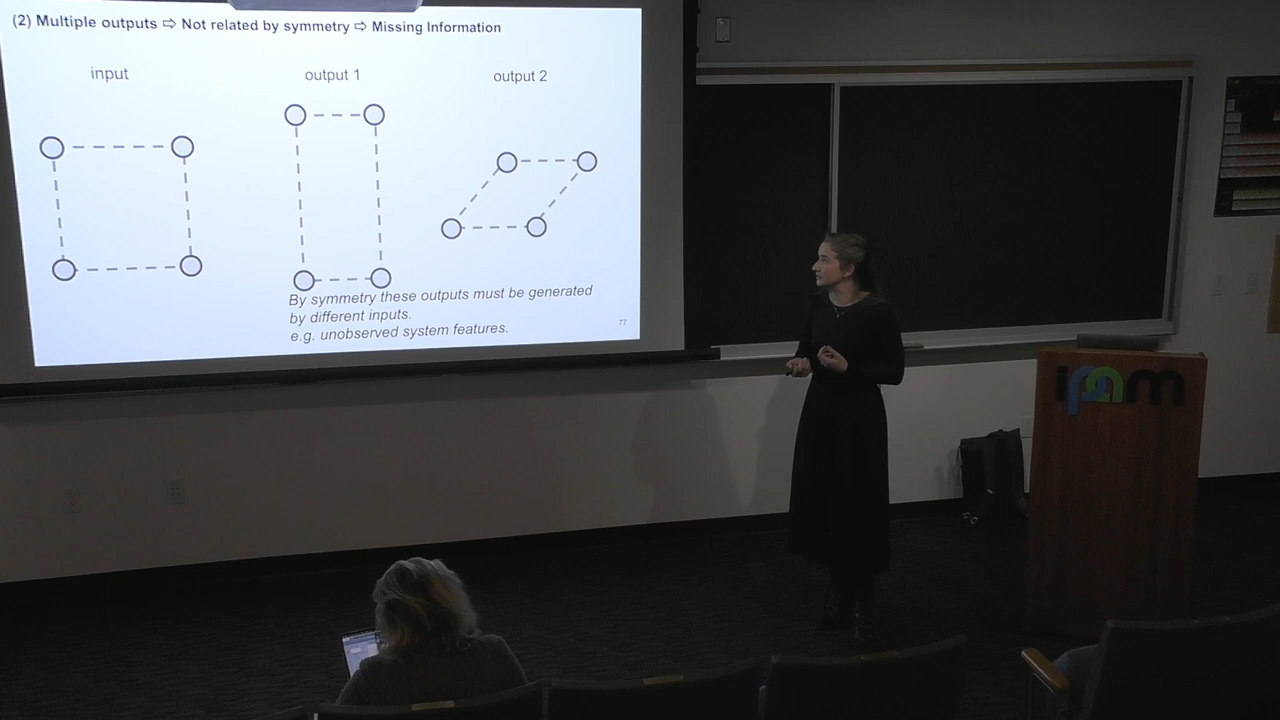 (2) Multiple outputs ⇨ Not related by symmetry ⇨ Missing Information
input
output 1
output 2
By symmetry these outputs must be generated
by different inputs.
e.g. unobserved system features.
77
ipam